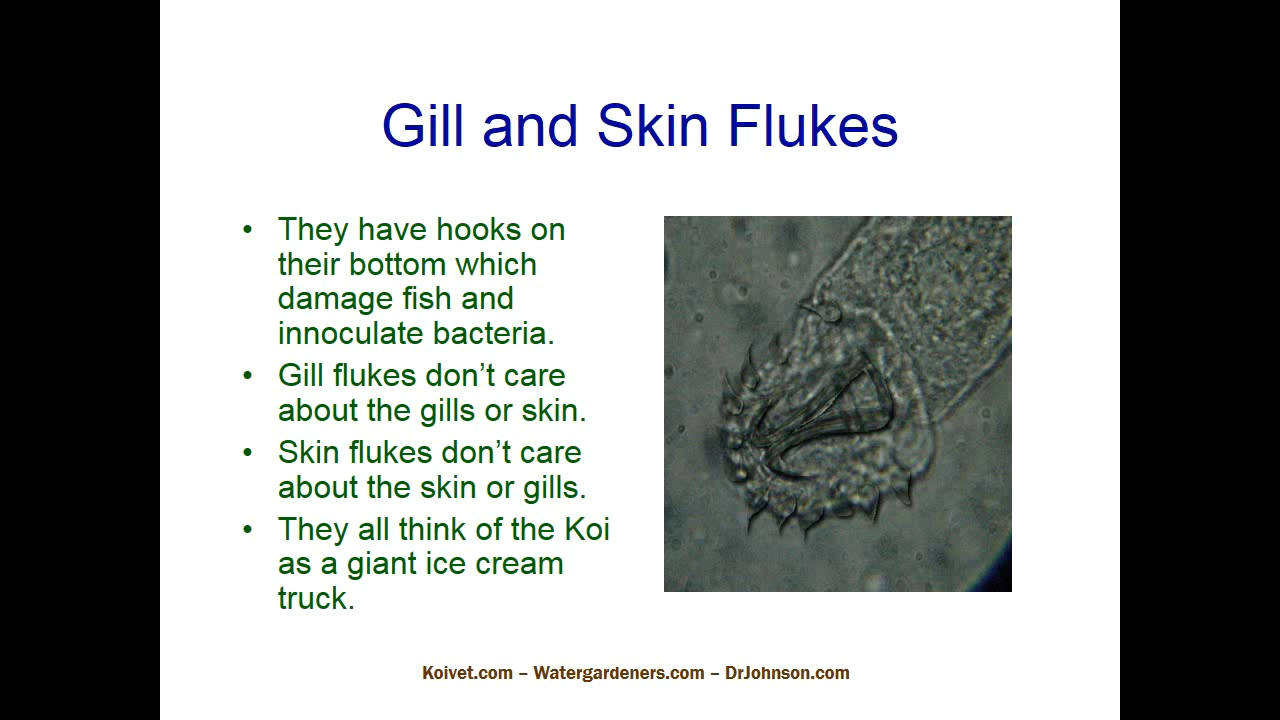 Gill and Skin Flukes
• They have hooks on
their bottom which
damage fish and
innoculate bacteria.
• Gill flukes don’t care
about the gills or skin.
• Skin flukes don’t care
about the skin or gills.
• They all think of the Koi
as a giant ice cream
truck.
Koivet.com – Watergardeners.com – DrJohnson.com